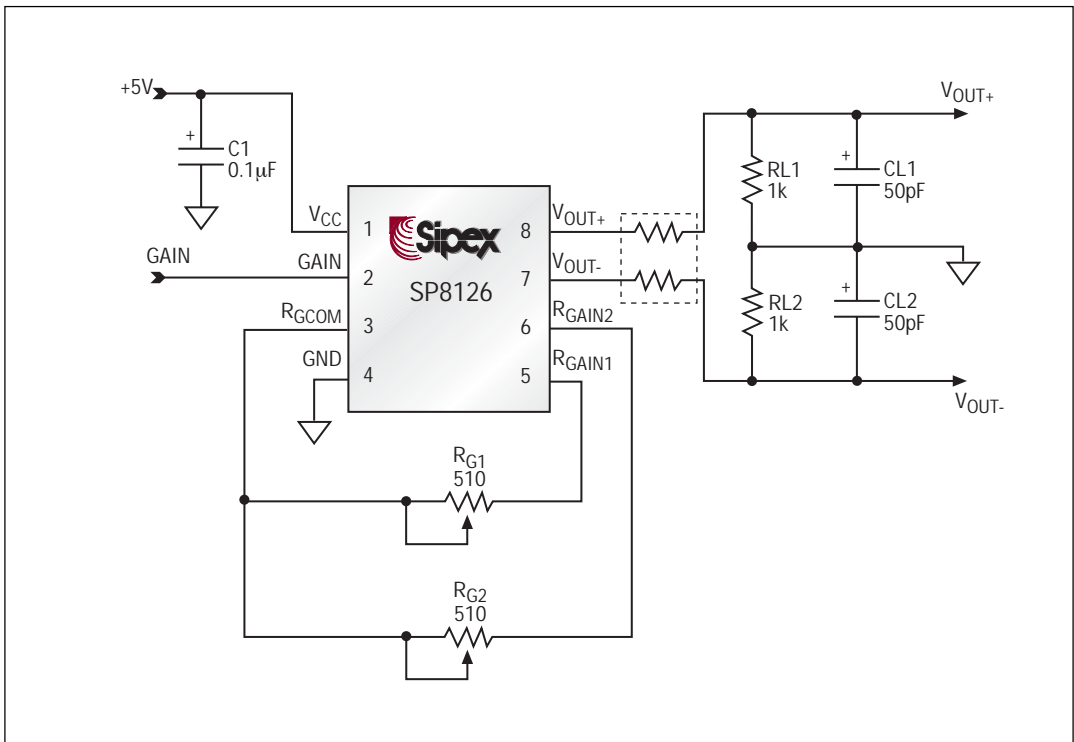 +5V
+
C1
0.1µF
GAIN
VCC
GAIN
RGCOM
GND
1
2
3
4
Sipex
SP8126
8
7
6
5
VOUT+
VOUT-
RGAIN2
RGAIN1
RG1
510
RG2
510
RL1
1k
RL2
1k
+
CL1
50pF
+
CL2
50pF
VOUT+
VOUT-